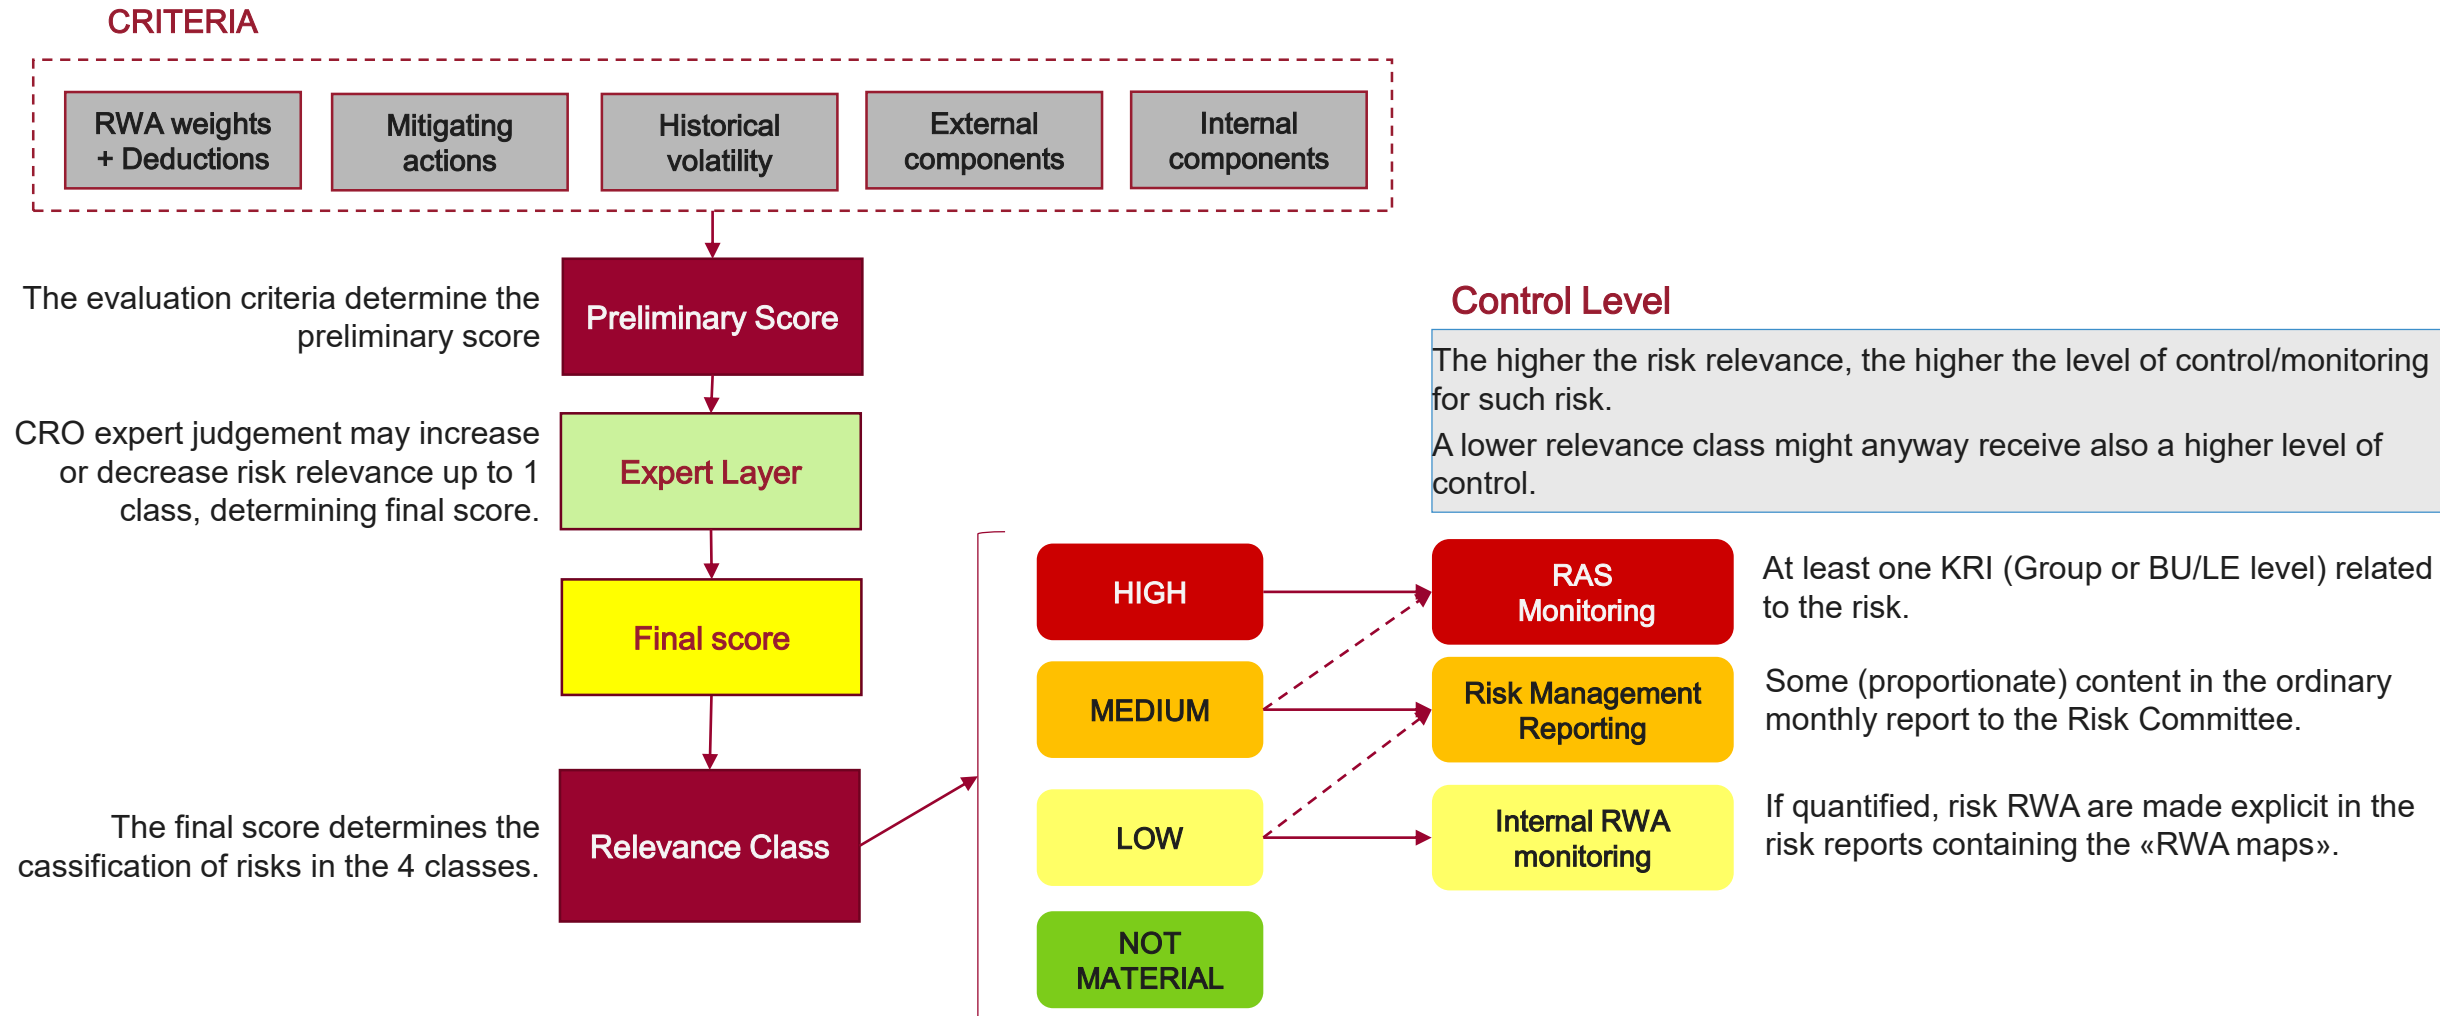 CRITERIA
RWA weights
+ Deductions
Mitigating
actions
Historical
volatility
External
components
Internal
components
The evaluation criteria determine the
preliminary score
Preliminary Score
CRO expert judgement may increase
or decrease risk relevance up to 1
class, determining final score.
Expert Layer
Final score
The final score determines the
cassification of risks in the 4 classes.
Relevance Class
Control Level
The higher the risk relevance, the higher the level of control/monitoring
for such risk.
A lower relevance class might anyway receive also a higher level of
control.
HIGH
RAS
Monitoring
At least one KRI (Group or BU/LE level) related
to the risk.
MEDIUM
Risk Management
Reporting
Some (proportionate) content in the ordinary
monthly report to the Risk Committee.
LOW
Internal RWA
monitoring
If quantified, risk RWA are made explicit in the
risk reports containing the «RWA maps».
NOT
MATERIAL